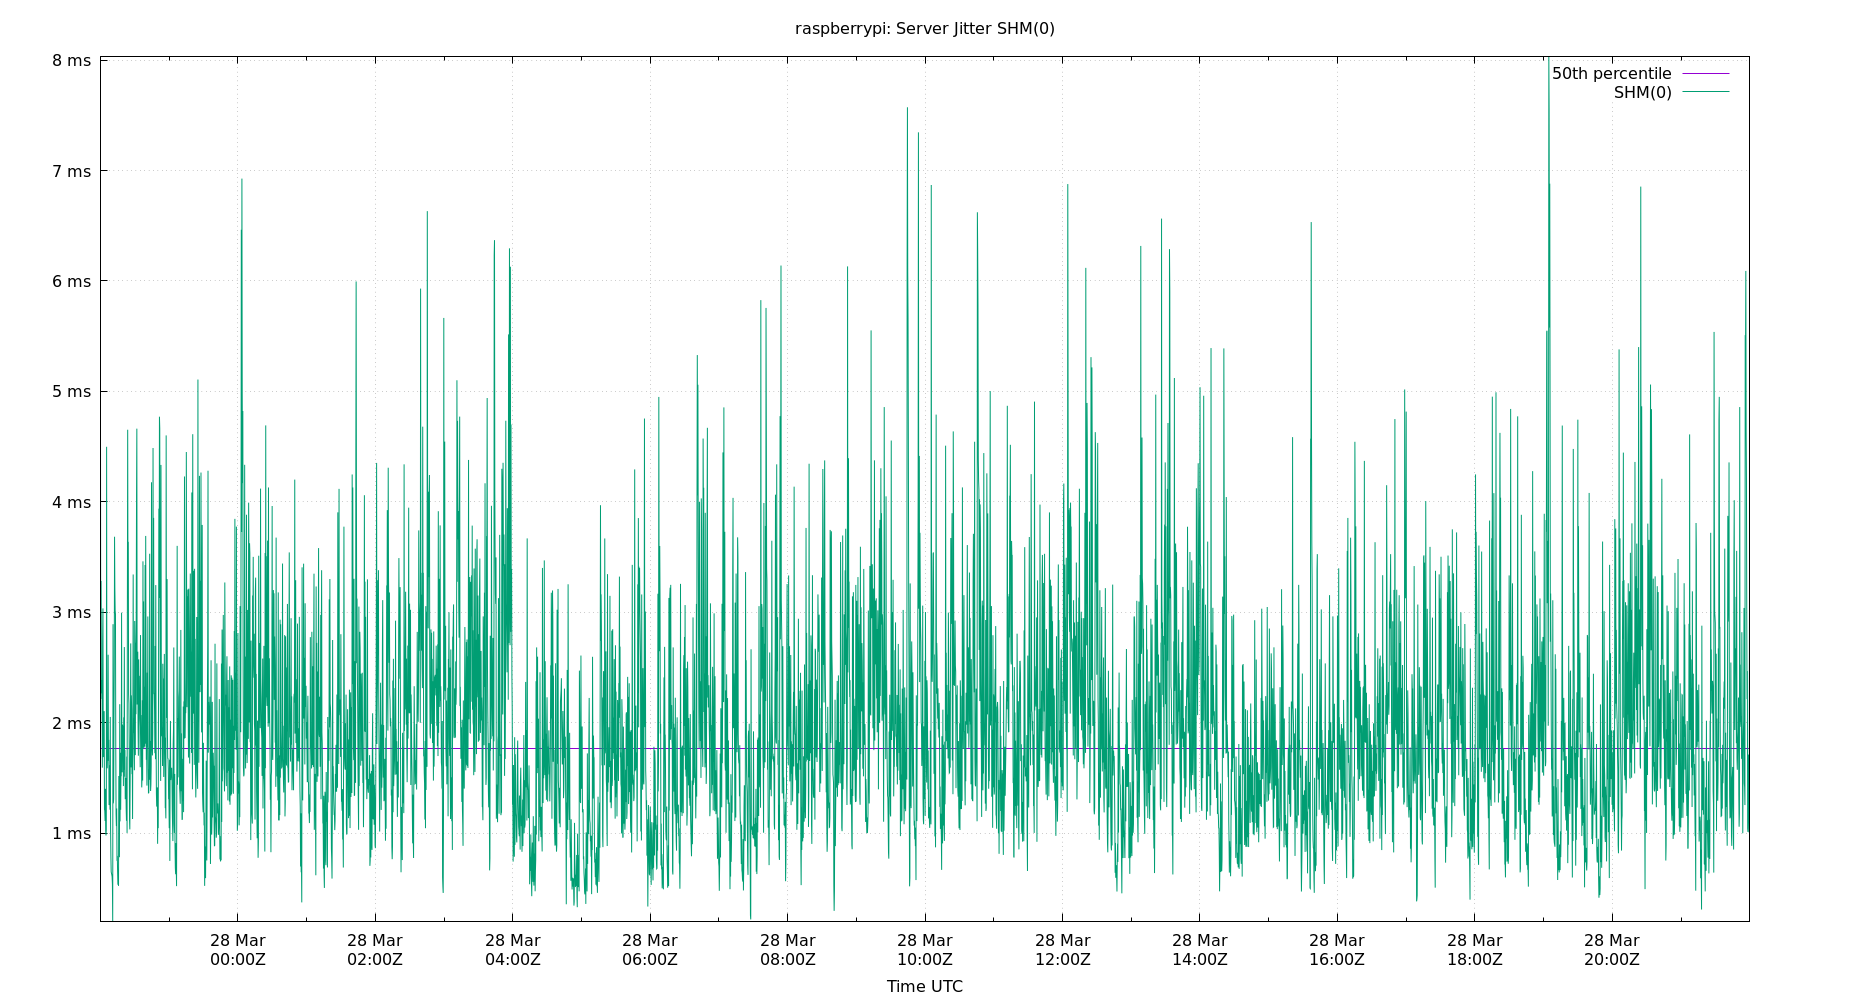 raspberrypi: Server Jitter SHM(0)
8 ms
7 ms
6 ms
5 ms
4 ms
3 ms
2 ms
1 ms
50th percentile
SHM(0)
28 Mar
00:00Z
28 Mar
02:00Z
28 Mar
04:00Z
28 Mar
06:00Z
28 Mar
08:00Z
28 Mar
10:00Z
28 Mar
12:00Z
28 Mar
14:00Z
28 Mar
16:00Z
28 Mar
18:00Z
28 Mar
20:00Z
Time UTC